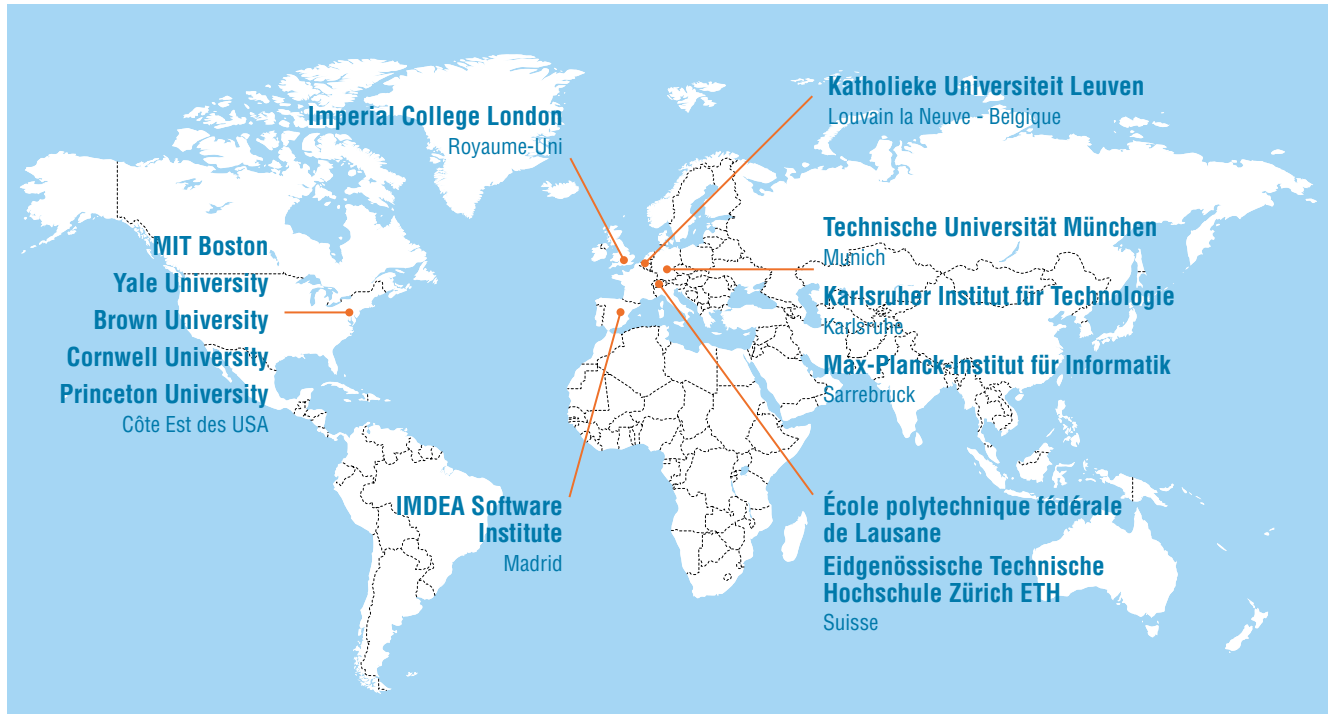 Imperial College London
Royaume-Uni
Katholieke Universiteit Leuven
Louvain la Neuve - Belgique
MIT Boston
Yale University
Brown University
Cornwell University
Princeton University
Côte Est des USA
Technische Universität München
Munich
Karlsruher Institut für Technologie
Karlsruhe
Max-Planck-Institut für Informatik
Sarrebruck
IMDEA Software
Institute
Madrid
École polytechnique fédérale
de Lausane
Eidgenössische Technische
Hochschule Zürich ETH
Suisse